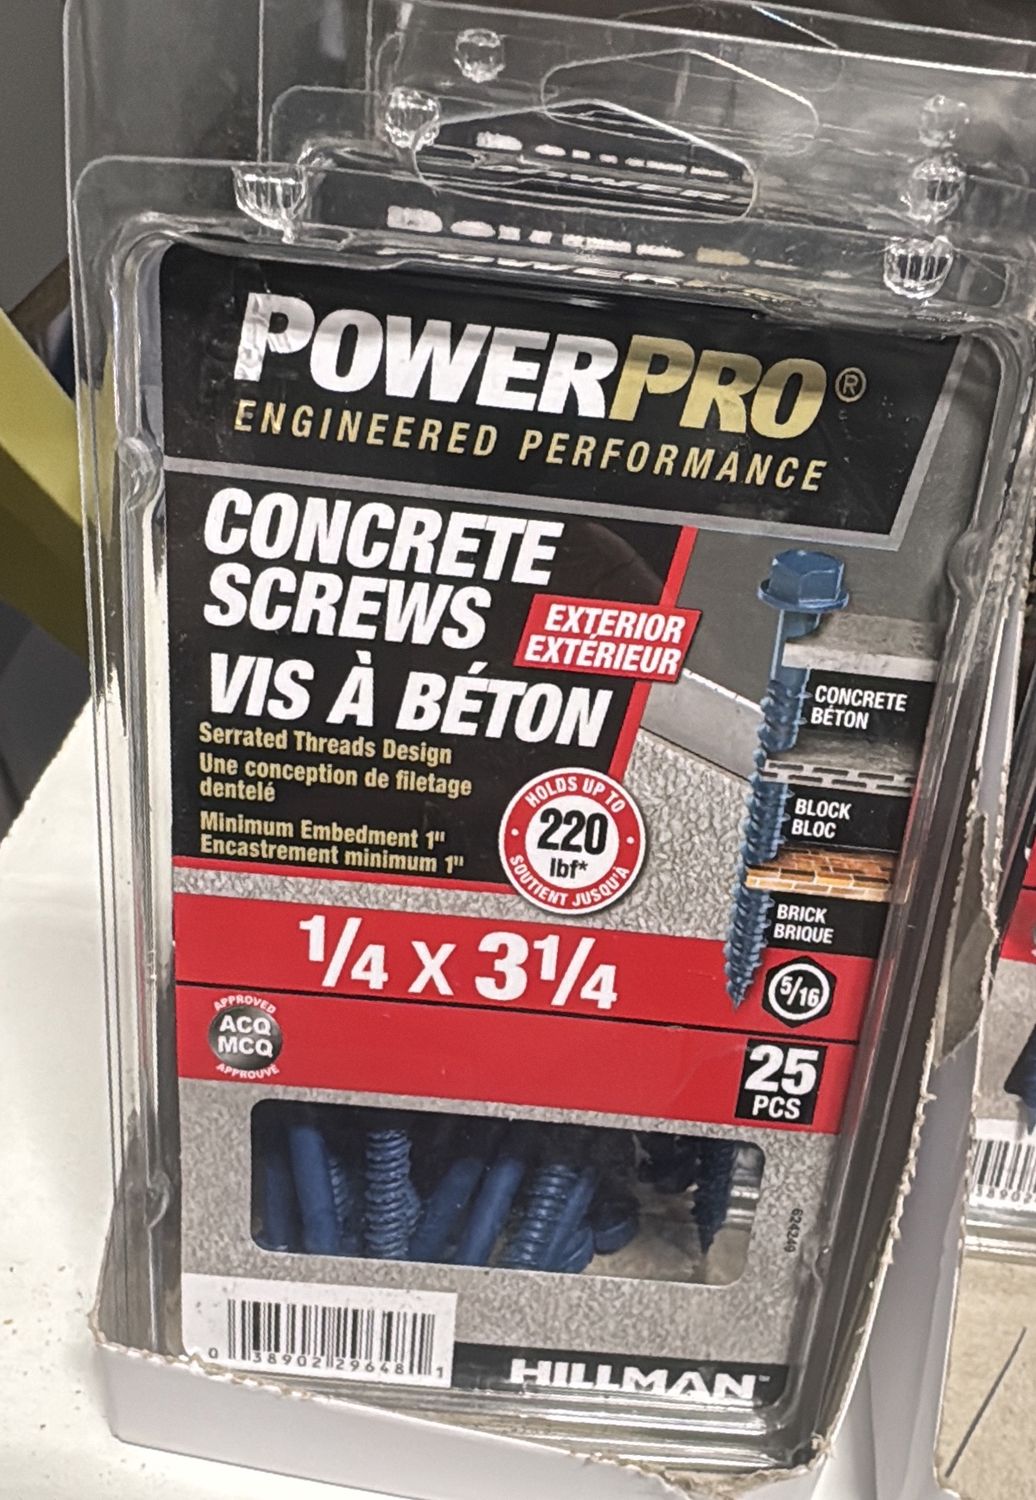 POWERPRO®
ENGINEERED PERFORMANCE
CONCRETE
SCREWS
VIS À BÉTON
EXTERIOR
EXTÉRIEUR
Serrated Threads Design
Une conception de filetage
dentelé
Minimum Embedment 1"
Encastrement minimum 1"
HOLDS UP TO
220
lbf*
SOUTIENT JUSQU'À
CONCRETE
BÉTON
BLOCK
BLOC
BRICK
BRIQUE
1/4 X 3 1/4
5/16
APPROVED
ACQ
MCQ
APPROUVÉ
25
PCS
624249
0 38902 29648 1
HILLMAN™